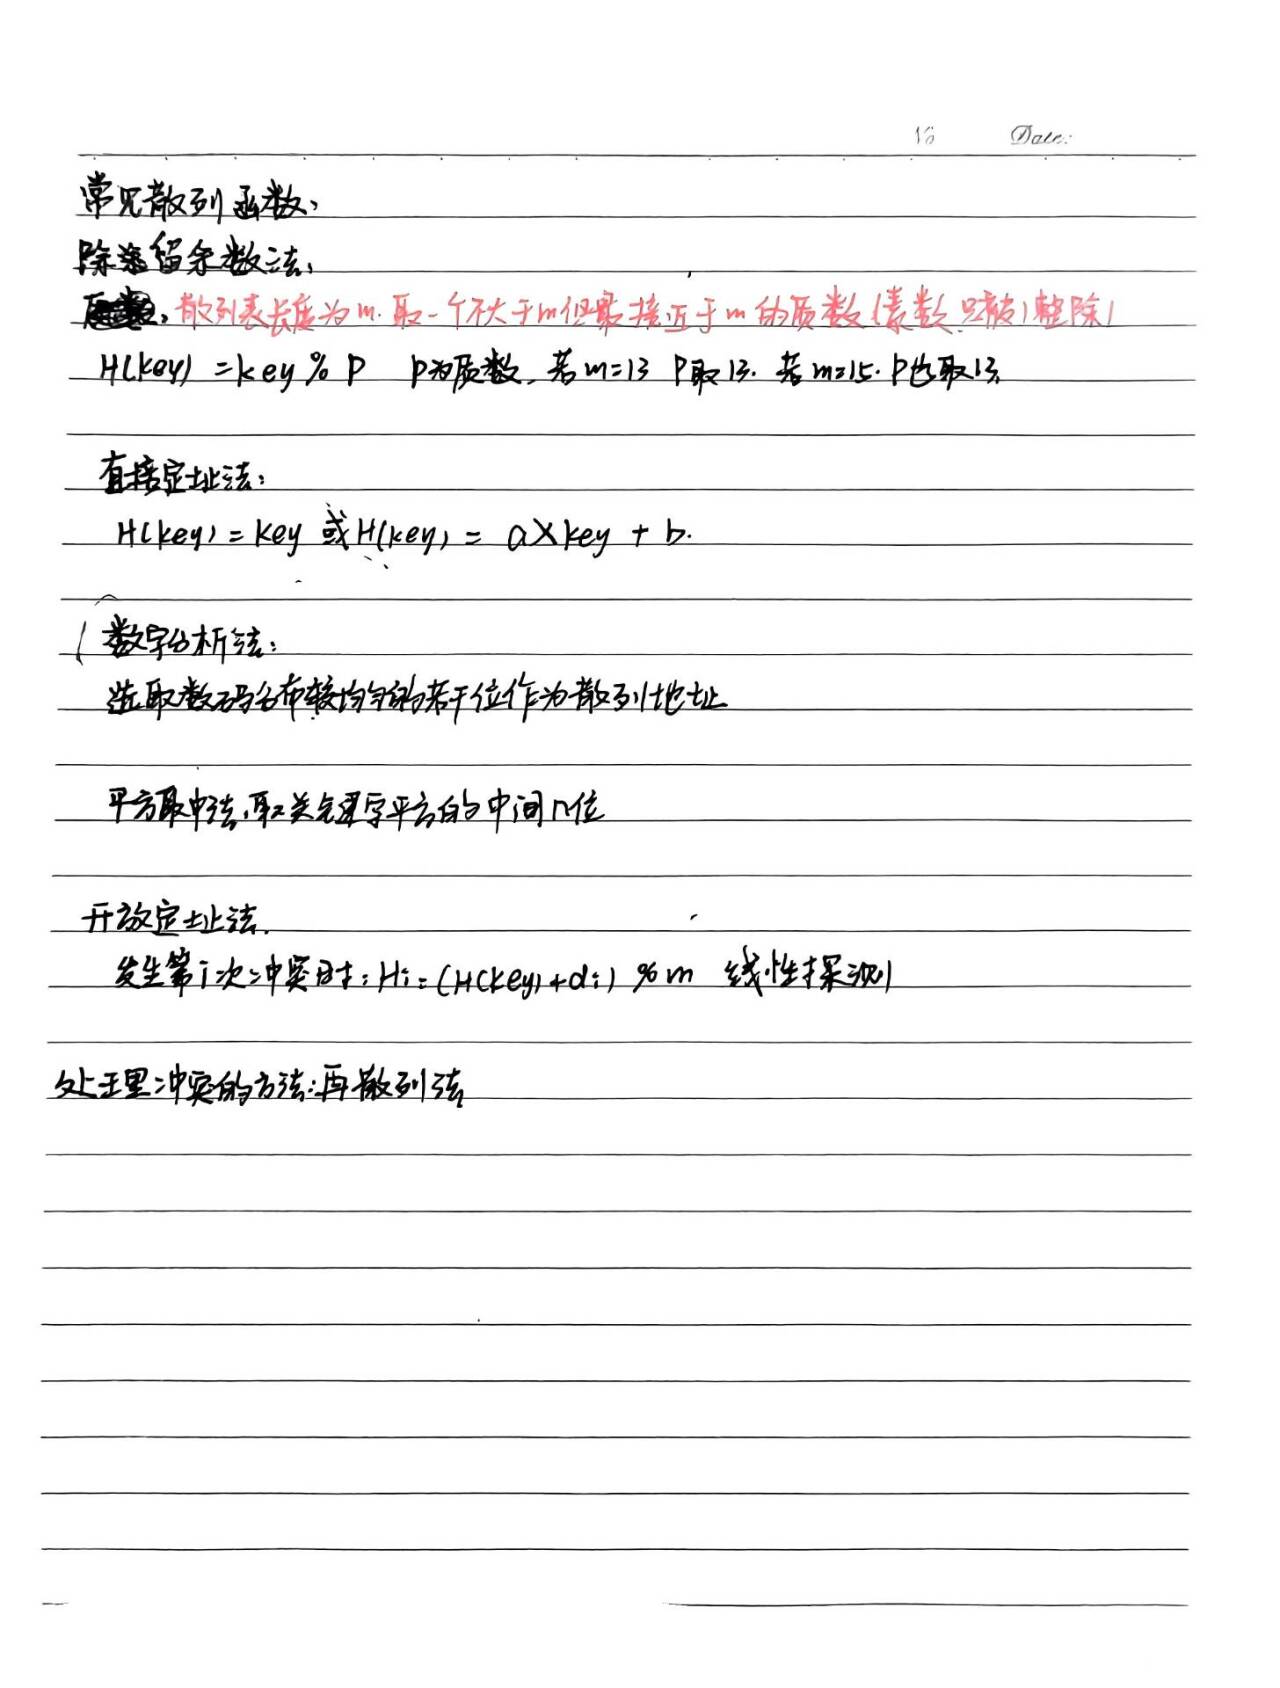 No Date:
常见散列函数:
除留余数法:
散列表长度为m.取一个不大于m但最接近于m的质数(素数 只被1整除)
H(key) = key % P P为质数. 若m=13 P取13. 若m=15. P也取13
直接定址法:
H(key) = key 或 H(key) = a×key + b.
数字分析法:
选取数码分布较均匀的若干位作为散列地址
平方取中法:取关键字平方的中间几位
开放定址法.
发生第i次冲突时: Hi = (H(key)+di) % m 线性探测
处理冲突的方法:再散列法